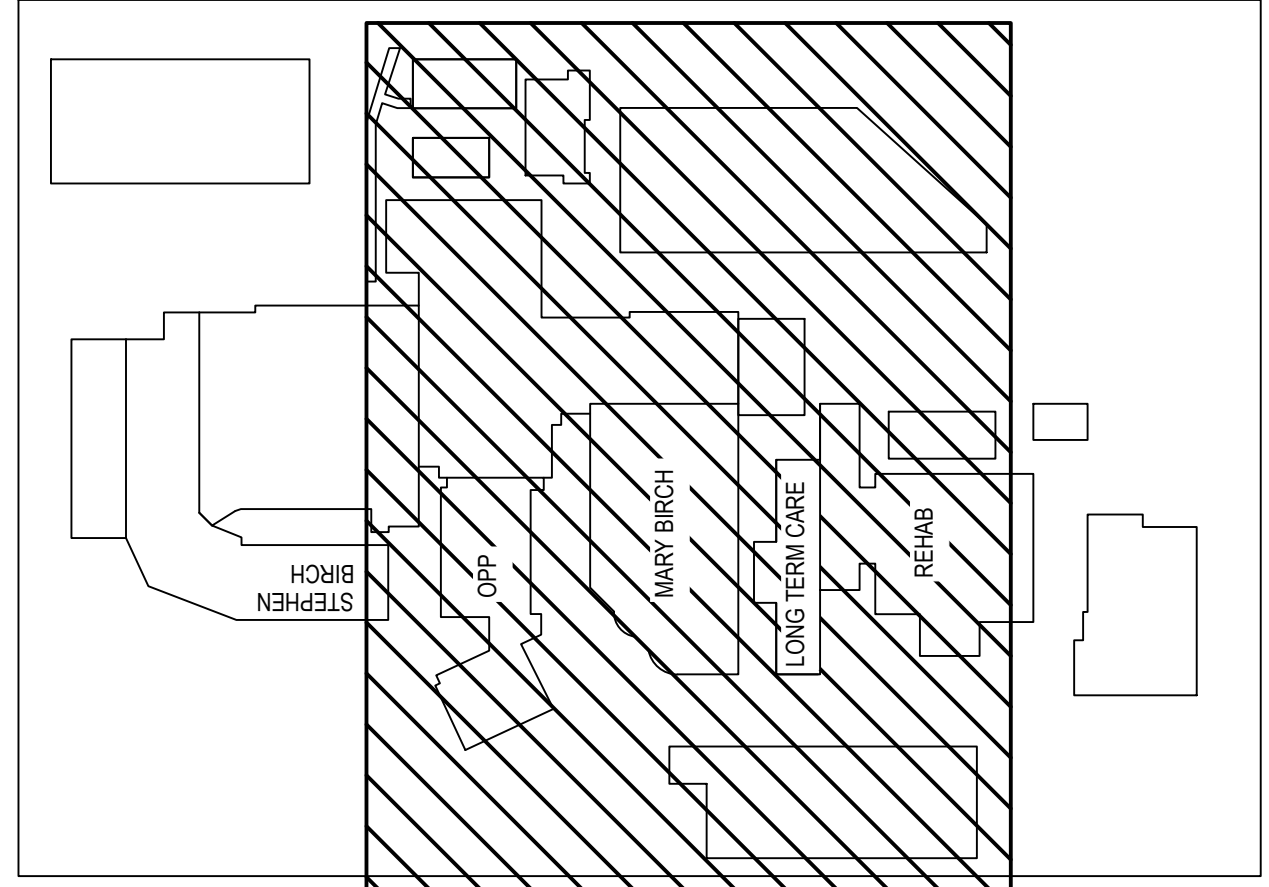 STEPHEN
BIRCH
OPP
MARY BIRCH
LONG TERM CARE
REHAB